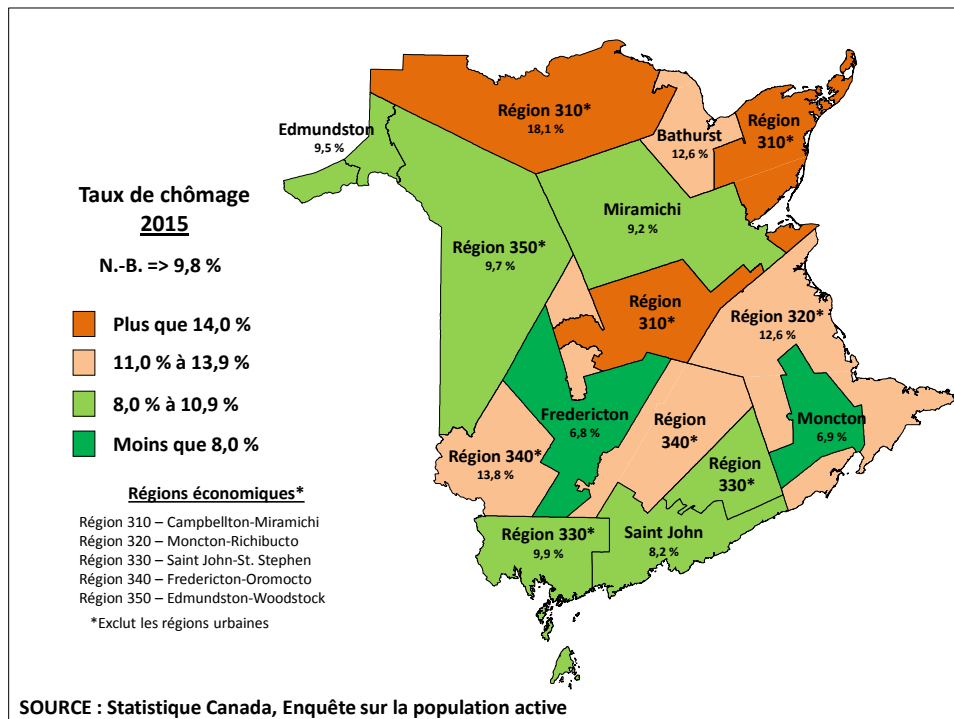 Taux de chômage
2015
N.-B. => 9,8 %
Plus que 14,0 %
11,0 % à 13,9 %
8,0 % à 10,9 %
Moins que 8,0 %
Régions économiques*
Région 310 – Campbellton-Miramichi
Région 320 – Moncton-Richibucto
Région 330 – Saint John-St. Stephen
Région 340 – Fredericton-Oromocto
Région 350 – Edmundston-Woodstock
*Exclut les régions urbaines
Edmundston
9,5 %
Région 310*
18,1 %
Bathurst
12,6 %
Région
310*
Miramichi
9,2 %
Région 350*
9,7 %
Région
310*
Région 320*
12,6 %
Fredericton
6,8 %
Région
340*
Moncton
6,9 %
Région 340*
13,8 %
Région
330*
Région 330*
9,9 %
Saint John
8,2 %
SOURCE : Statistique Canada, Enquête sur la population active